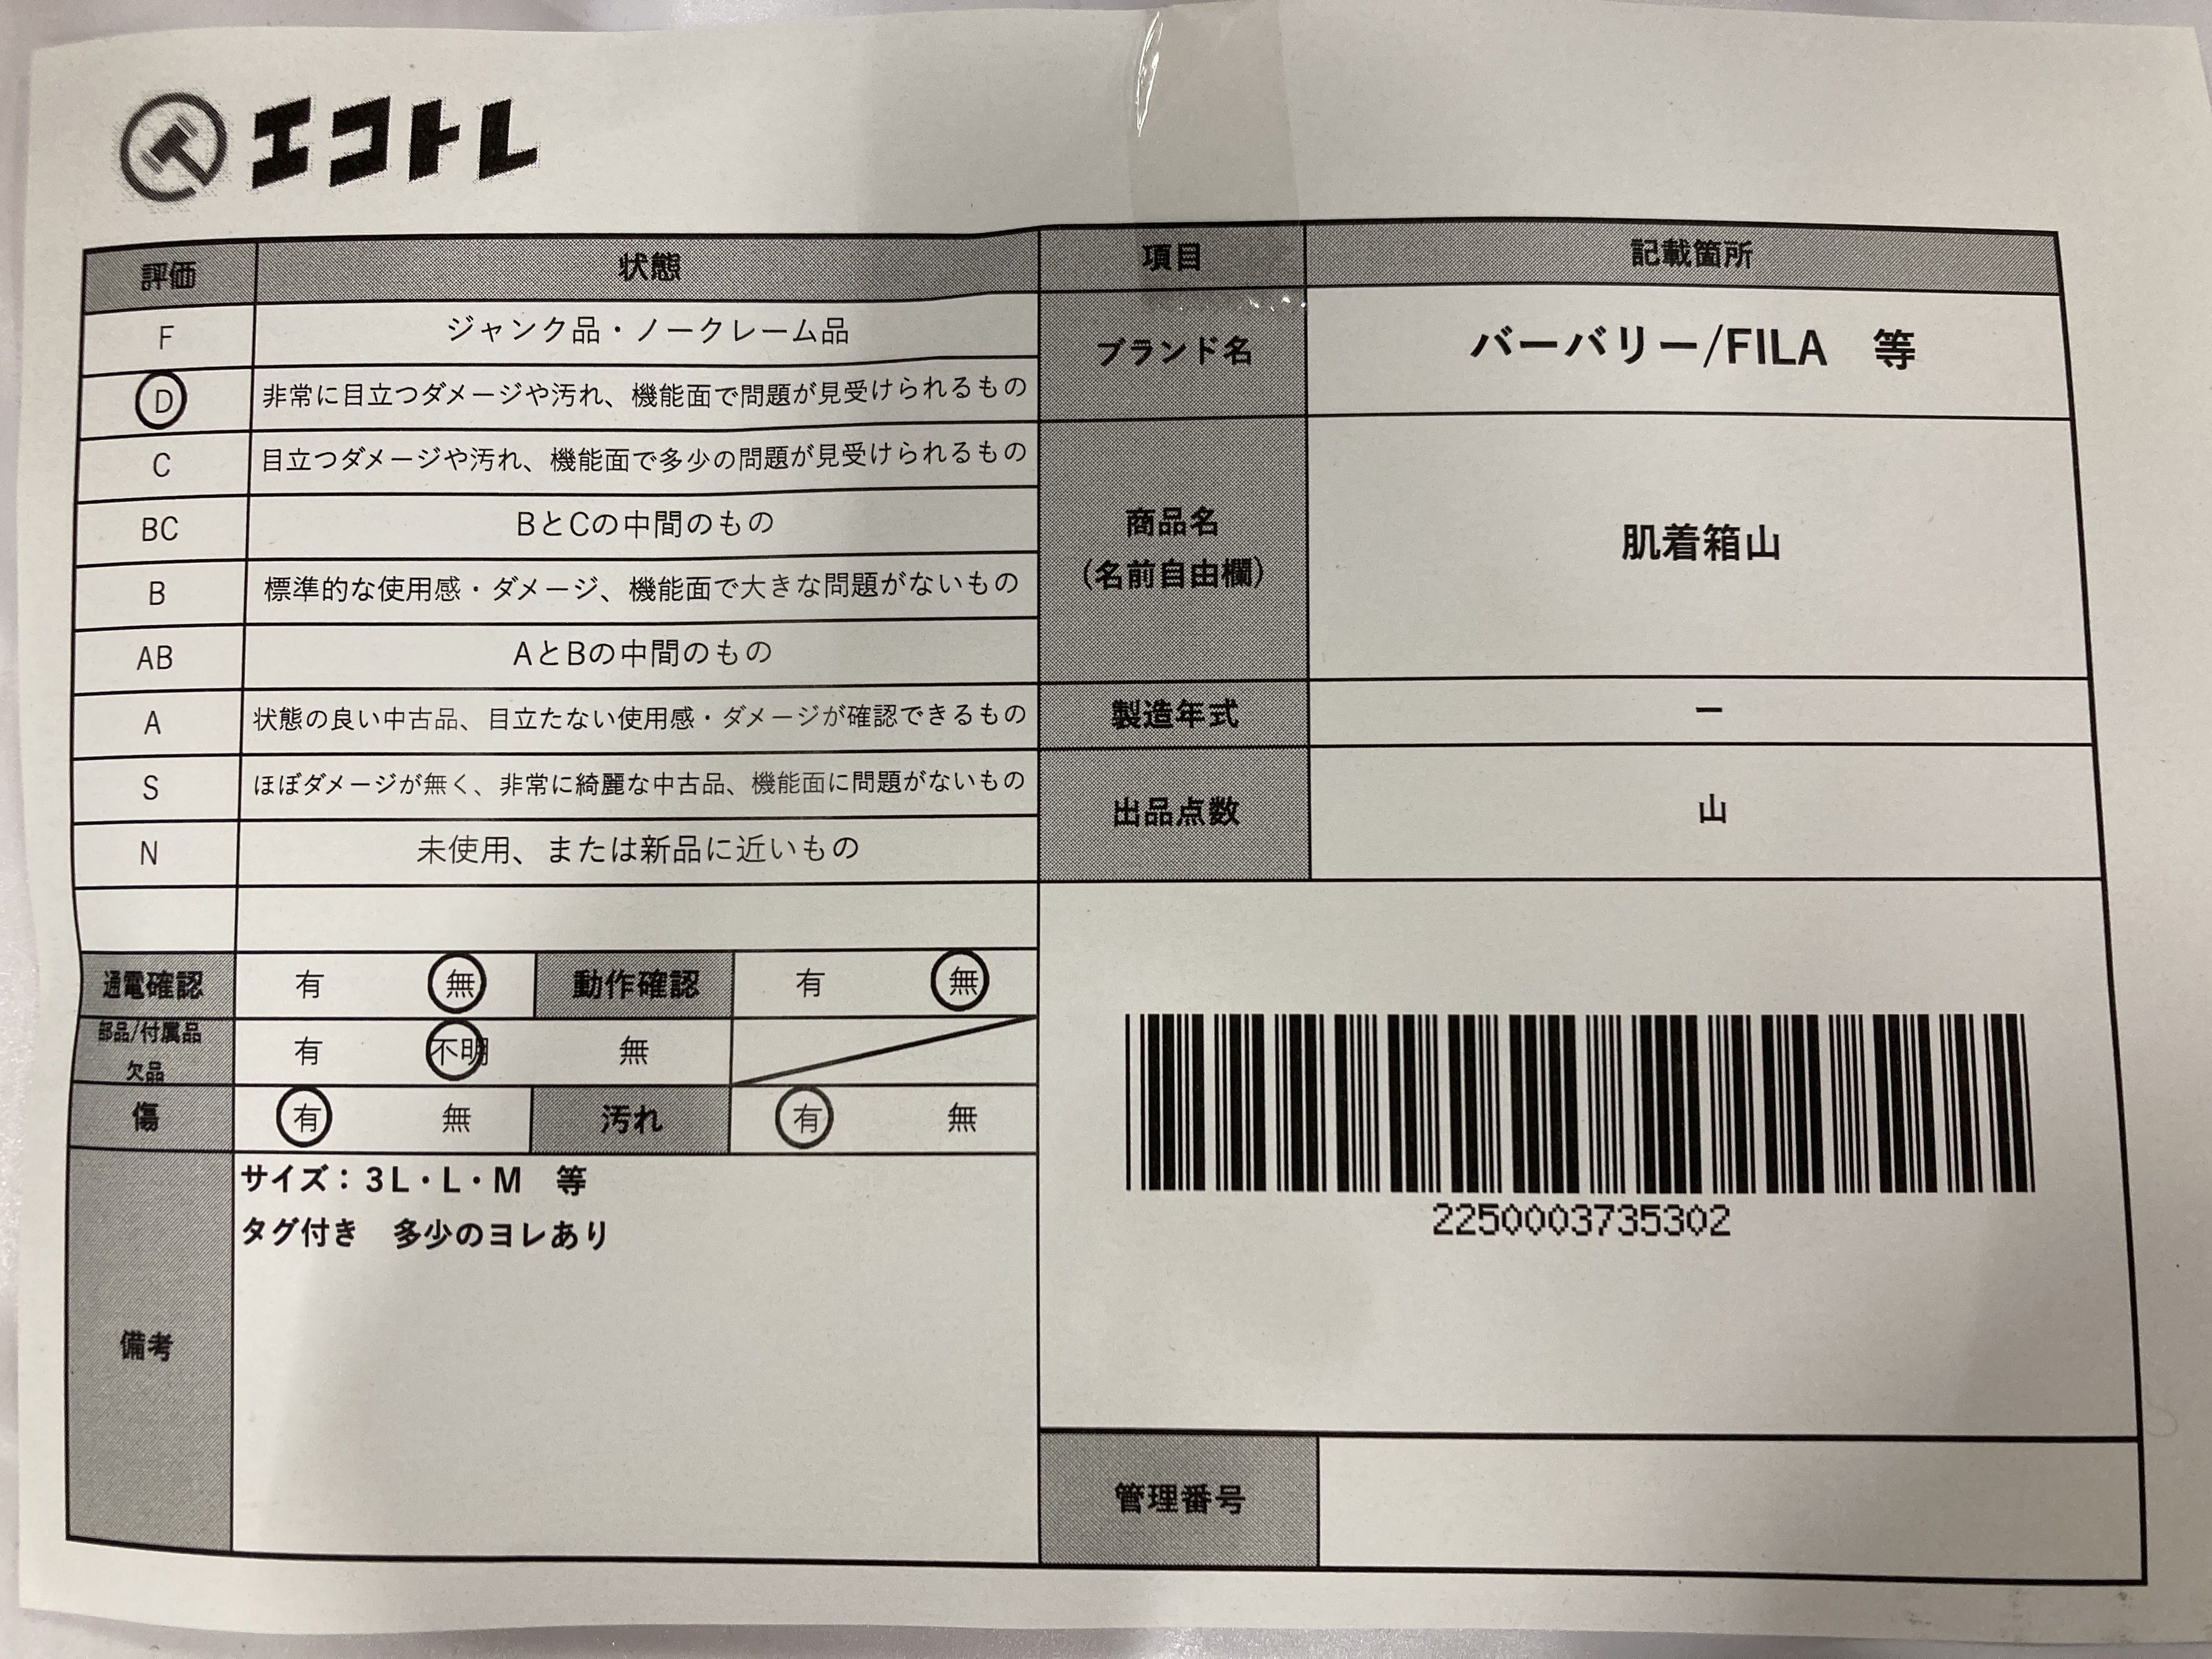 エコトレ
評価 状態
F ジャンク品・ノークレーム品
D 非常に目立つダメージや汚れ、機能面で問題が見受けられるもの
C 目立つダメージや汚れ、機能面で多少の問題が見受けられるもの
BC BとCの中間のもの
B 標準的な使用感・ダメージ、機能面で大きな問題がないもの
AB AとBの中間のもの
A 状態の良い中古品、目立たない使用感・ダメージが確認できるもの
S ほぼダメージが無く、非常に綺麗な中古品、機能面に問題がないもの
N 未使用、または新品に近いもの
通電確認 有 無 動作確認 有 無
部品/付属品
欠品 有 不明 無
傷 有 無 汚れ 有 無
備考
サイズ：3L・L・M 等
タグ付き 多少のヨレあり
項目 記載箇所
ブランド名 バーバリー/FILA 等
商品名
（名前自由欄）
肌着箱山
製造年式 ー
出品点数 山
2250003735302
管理番号